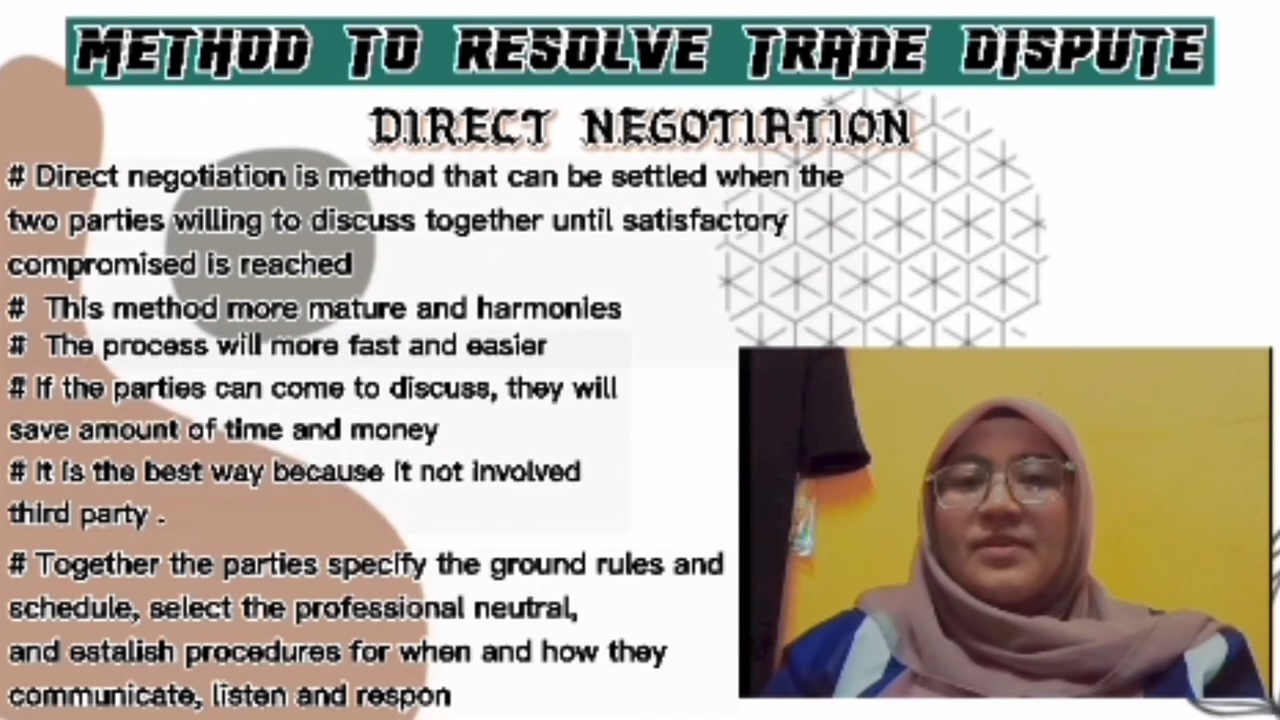 METHOD TO RESOLVE TRADE DISPUTE
DIRECT NEGOTIATION
# Direct negotiation is method that can be settled when the
two parties willing to discuss together until satisfactory
compromised is reached
# This method more mature and harmonies
# The process will more fast and easier
# If the parties can come to discuss, they will
save amount of time and money
# It is the best way because it not involved
third party .
# Together the parties specify the ground rules and
schedule, select the professional neutral,
and estalish procedures for when and how they
communicate, listen and respon